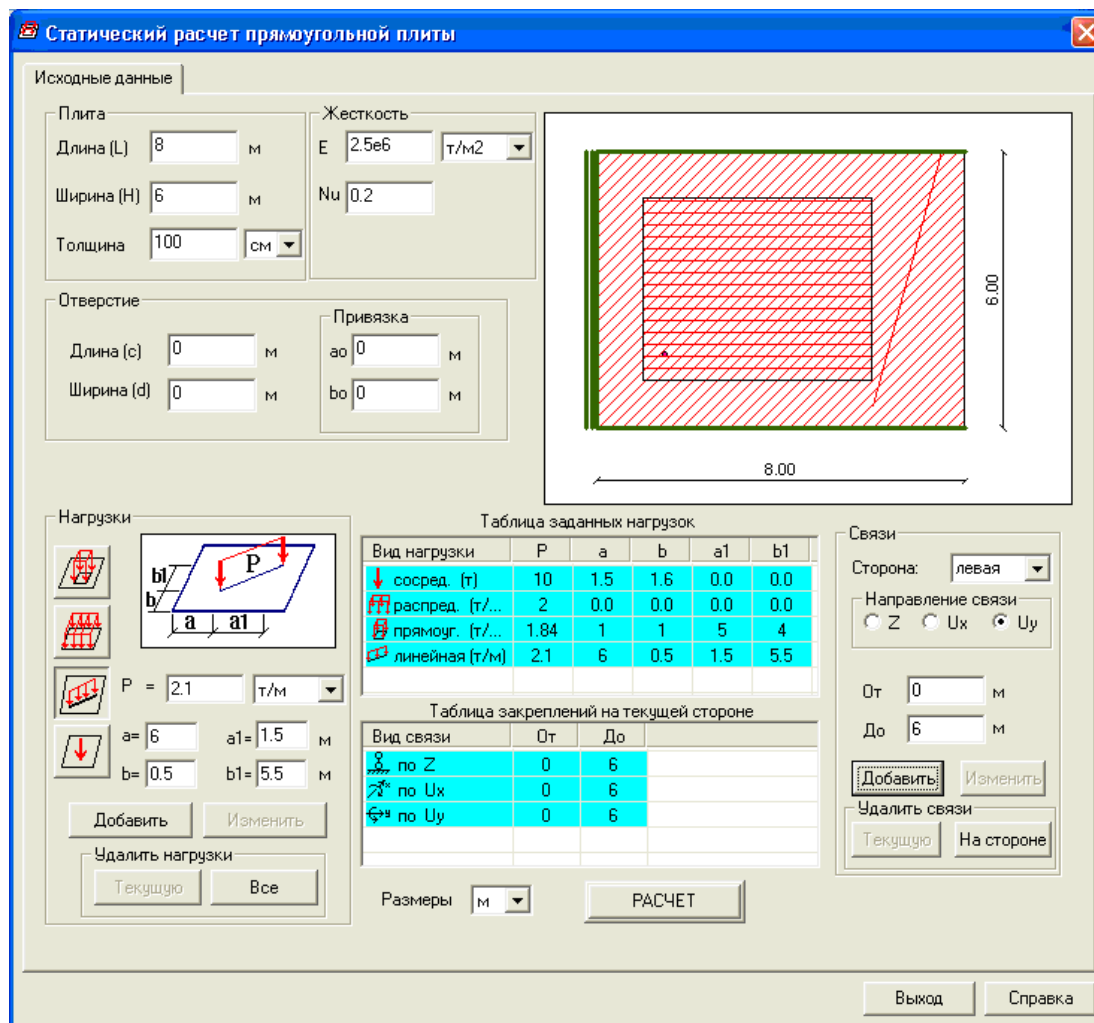 Статический расчет прямоугольной плиты
Исходные данные
Плита
Длина (L) 8 м
Ширина (H) 6 м
Толщина 100 см
Жесткость
E 2.5e6 т/м2
Nu 0.2
6.00
8.00
Отверстие
Длина (c) 0 м
Ширина (d) 0 м
Привязка
ao 0 м
bo 0 м
Нагрузки
P
b1
b
a a1
P = 2.1 т/м
a= 6 a1= 1.5 м
b= 0.5 b1= 5.5 м
Добавить Изменить
Удалить нагрузки
Текущую Все
Таблица заданных нагрузок
Вид нагрузки P a b a1 b1
сосред. (т) 10 1.5 1.6 0.0 0.0
распред. (т/... 2 0.0 0.0 0.0 0.0
прямоуг. (т/... 1.84 1 1 5 4
линейная (т/м) 2.1 6 0.5 1.5 5.5
Таблица закреплений на текущей стороне
Вид связи От До
по Z 0 6
x по Ux 0 6
y по Uy 0 6
Размеры м РАСЧЕТ
Связи
Сторона: левая
Направление связи
Z Ux Uy
От 0 м
До 6 м
Добавить Изменить
Удалить связи
Текущую На стороне
Выход Справка